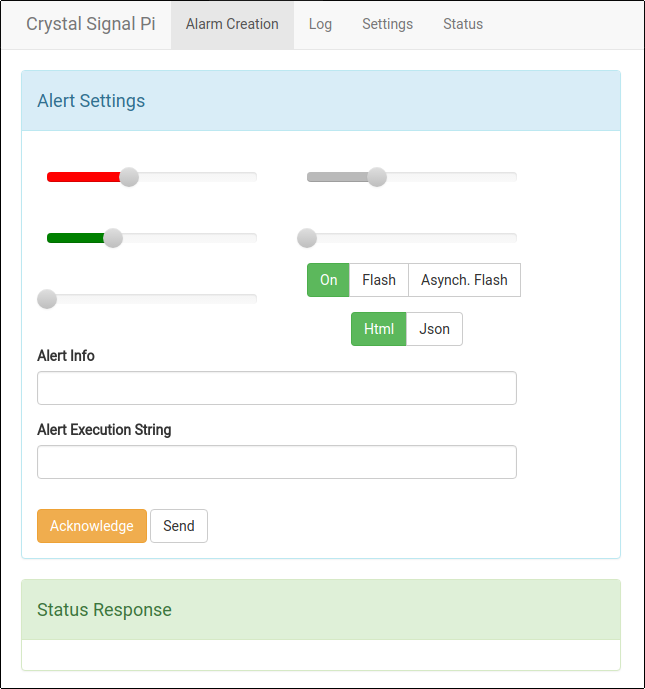 Crystal Signal Pi Alarm Creation Log Settings Status
Alert Settings
On Flash Asynch. Flash
Html Json
Alert Info
Alert Execution String
Acknowledge Send
Status Response